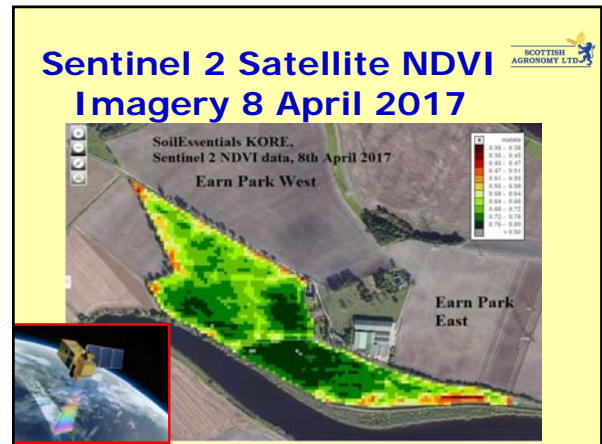 Sentinel 2 Satellite NDVI
Imagery 8 April 2017
SCOTTISH
AGRONOMY LTD
SoilEssentials KORE,
Sentinel 2 NDVI data, 8th April 2017
Earn Park West
Earn Park
East